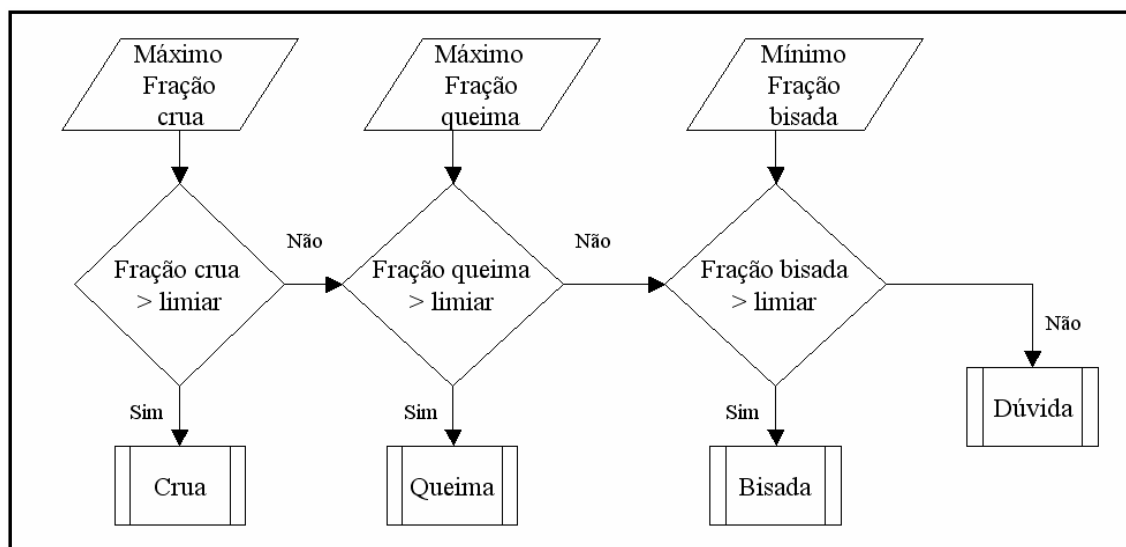 Máximo
Fração
crua
Máximo
Fração
queima
Mínimo
Fração
bisada
Não
Não
Fração crua
> limiar
Fração queima
> limiar
Fração bisada
> limiar
Não
Sim
Sim
Sim
Dúvida
Crua
Queima
Bisada